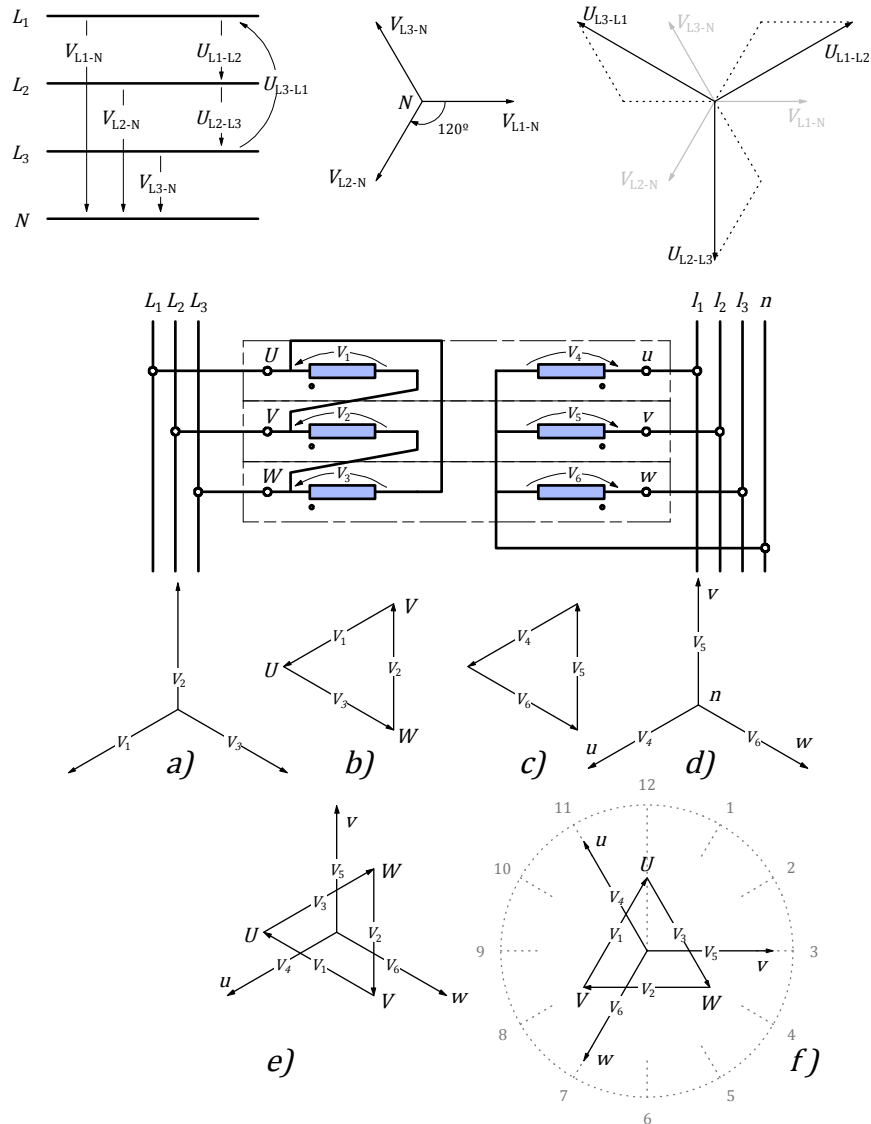 L1
VL1-N
UL1-L2
L2
UL3-L1
VL2-N
UL2-L3
L3
VL3-N
N
VL3-N
N
120º
VL1-N
VL2-N
UL3-L1
VL3-N
UL1-L2
VL1-N
VL2-N
UL2-L3
L1 L2 L3
l1 l2 l3 n
U V1 V4 u
V V2 V5 v
W V3 V6 w
V2
V1 V3
a)
V
V1
U V2
V3
W
b)
V4
V5
V6
c)
v
V5
n
u V4 V6 w
d)
v
V5 W
V3
U V2
u V4 V1 V6 w
V
e)
12
11 1
u
10 U 2
V4
V1 V3
9 V5 3
v
V V2 W
V6
8 4
w
7 5
6
f)